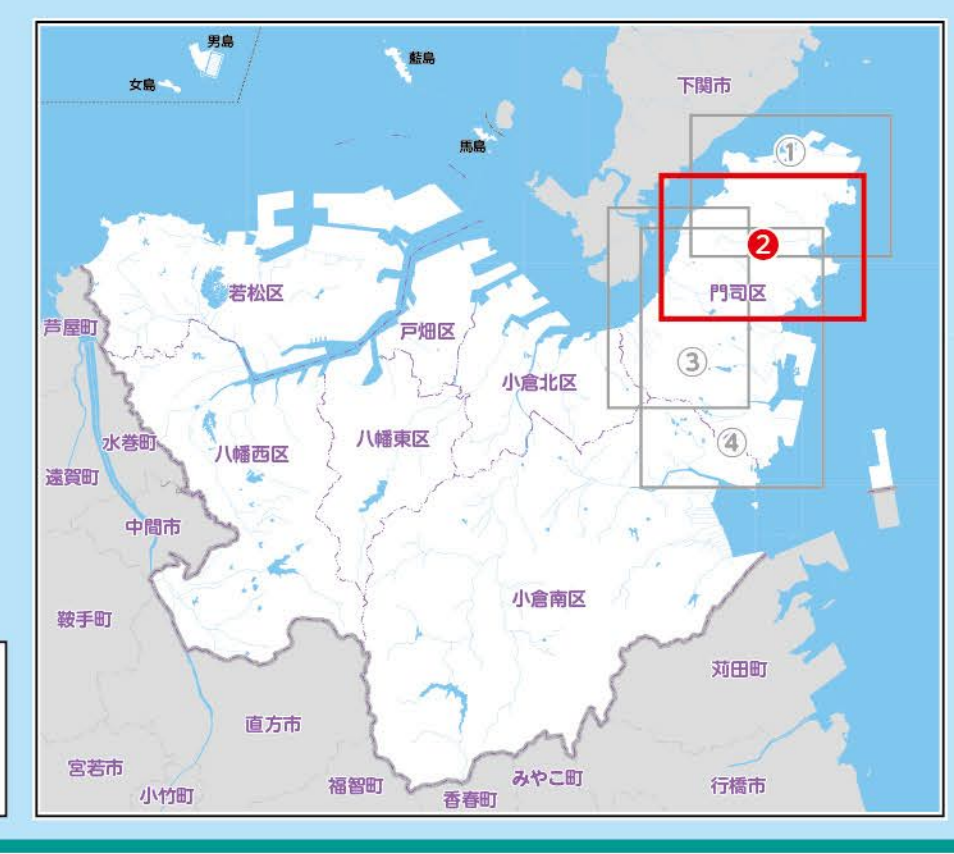 男島
藍島
女島
下関市
馬島
①
②
若松区
門司区
芦屋町
戸畑区
③
小倉北区
水巻町
八幡西区
八幡東区
④
遠賀町
中間市
小倉南区
鞍手町
苅田町
直方市
宮若市
みやこ町
福智町
行橋市
小竹町
香春町